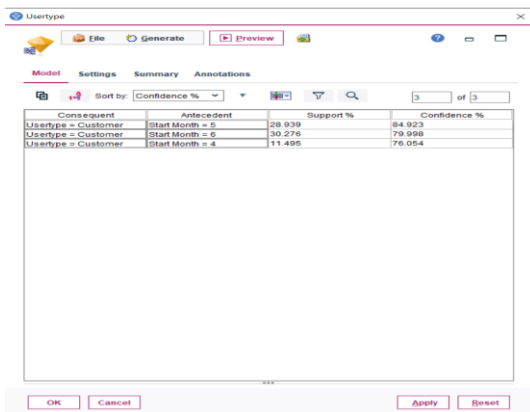 Usertype
File Generate Preview
Model Settings Summary Annotations
Sort by: Confidence % 3 of 3
Consequent Antecedent Support % Confidence %
Usertype = Customer Start Month = 5 28.939 84.923
Usertype = Customer Start Month = 6 30.276 79.998
Usertype = Customer Start Month = 4 11.495 76.054
OK Cancel Apply Reset